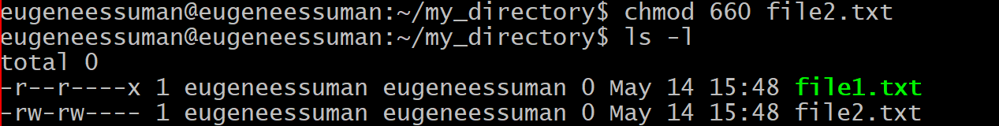 eugeneessuman@eugeneessuman:~/my_directory$ chmod 660 file2.txt
eugeneessuman@eugeneessuman:~/my_directory$ ls -l
total 0
-r--r----x 1 eugeneessuman eugeneessuman 0 May 14 15:48 file1.txt
-rw-rw---- 1 eugeneessuman eugeneessuman 0 May 14 15:48 file2.txt